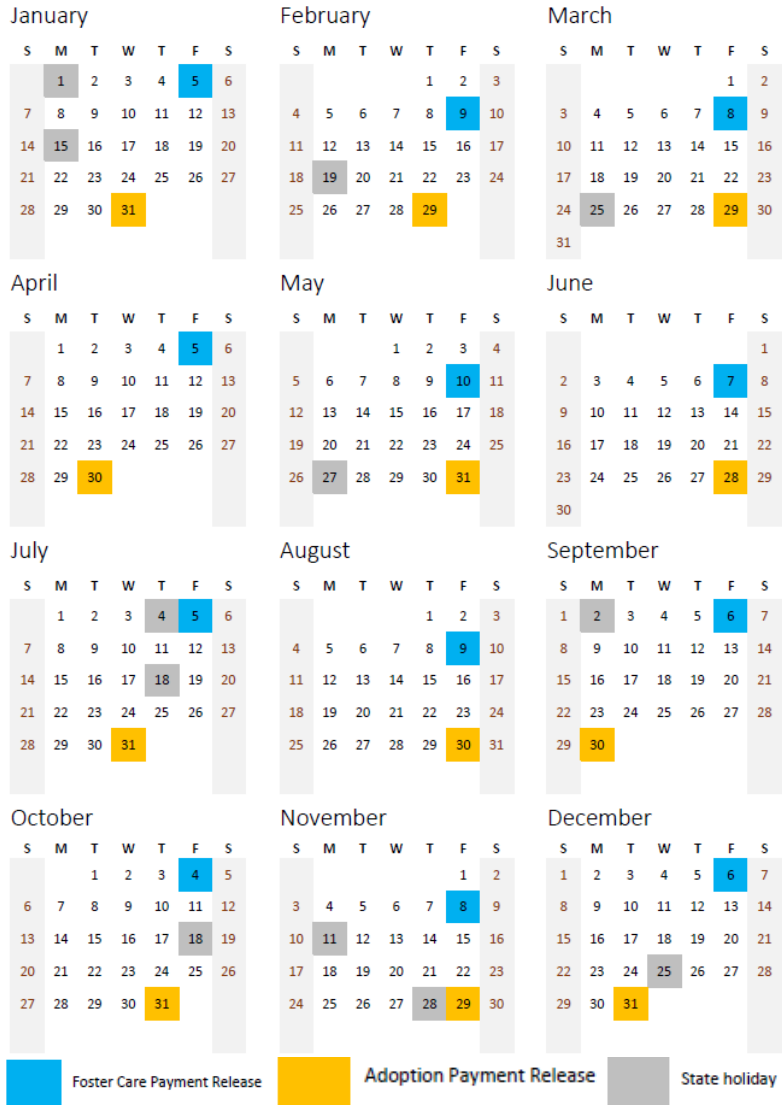 January February March
S M T W T F S S M T W T F S S M T W T F S
1 2 3 4 5 6 1 2 3 1 2
7 8 9 10 11 12 13 4 5 6 7 8 9 10 3 4 5 6 7 8 9
14 15 16 17 18 19 20 11 12 13 14 15 16 17 10 11 12 13 14 15 16
21 22 23 24 25 26 27 18 19 20 21 22 23 24 17 18 19 20 21 22 23
28 29 30 31 25 26 27 28 29 24 25 26 27 28 29 30
31
April May June
S M T W T F S S M T W T F S S M T W T F S
1 2 3 4 5 6 1 2 3 4 1
7 8 9 10 11 12 13 5 6 7 8 9 10 11 2 3 4 5 6 7 8
14 15 16 17 18 19 20 12 13 14 15 16 17 18 9 10 11 12 13 14 15
21 22 23 24 25 26 27 19 20 21 22 23 24 25 16 17 18 19 20 21 22
28 29 30 26 27 28 29 30 31 23 24 25 26 27 28 29
30
July August September
S M T W T F S S M T W T F S S M T W T F S
1 2 3 4 5 6 1 2 3 1 2 3 4 5 6 7
7 8 9 10 11 12 13 4 5 6 7 8 9 10 8 9 10 11 12 13 14
14 15 16 17 18 19 20 11 12 13 14 15 16 17 15 16 17 18 19 20 21
21 22 23 24 25 26 27 18 19 20 21 22 23 24 22 23 24 25 26 27 28
28 29 30 31 25 26 27 28 29 30 31 29 30
October November December
S M T W T F S S M T W T F S S M T W T F S
1 2 3 4 5 1 2 1 2 3 4 5 6 7
6 7 8 9 10 11 12 3 4 5 6 7 8 9 8 9 10 11 12 13 14
13 14 15 16 17 18 19 10 11 12 13 14 15 16 15 16 17 18 19 20 21
20 21 22 23 24 25 26 17 18 19 20 21 22 23 22 23 24 25 26 27 28
27 28 29 30 31 24 25 26 27 28 29 30 29 30 31
Foster Care Payment Release Adoption Payment Release State holiday